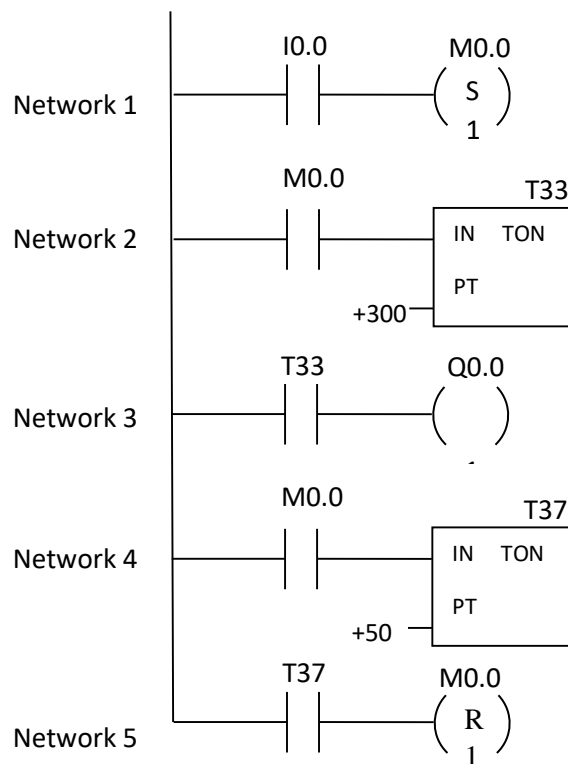 I0.0 M0.0
Network 1
S
1
M0.0
T33
Network 2
IN TON
PT
+300
T33 Q0.0
Network 3
M0.0
T37
Network 4
IN TON
PT
+50
T37 M0.0
Network 5
R
1